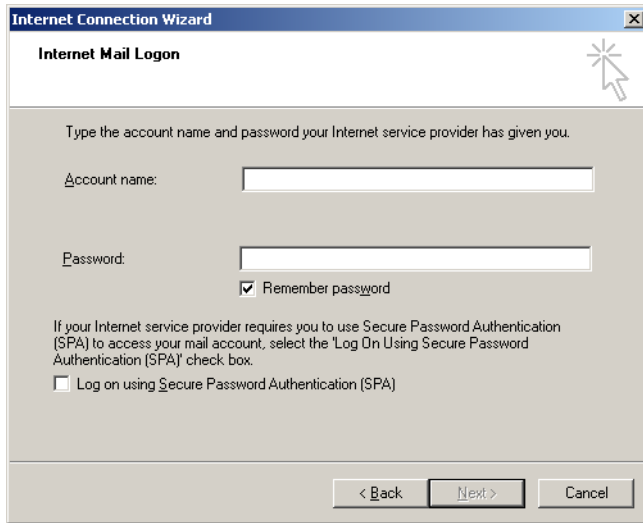 Internet Connection Wizard
Internet Mail Logon
Type the account name and password your Internet service provider has given you.
Account name:
Password:
Remember password
If your Internet service provider requires you to use Secure Password Authentication
(SPA) to access your mail account, select the 'Log On Using Secure Password
Authentication (SPA)' check box.
Log on using Secure Password Authentication (SPA)
< Back Next > Cancel